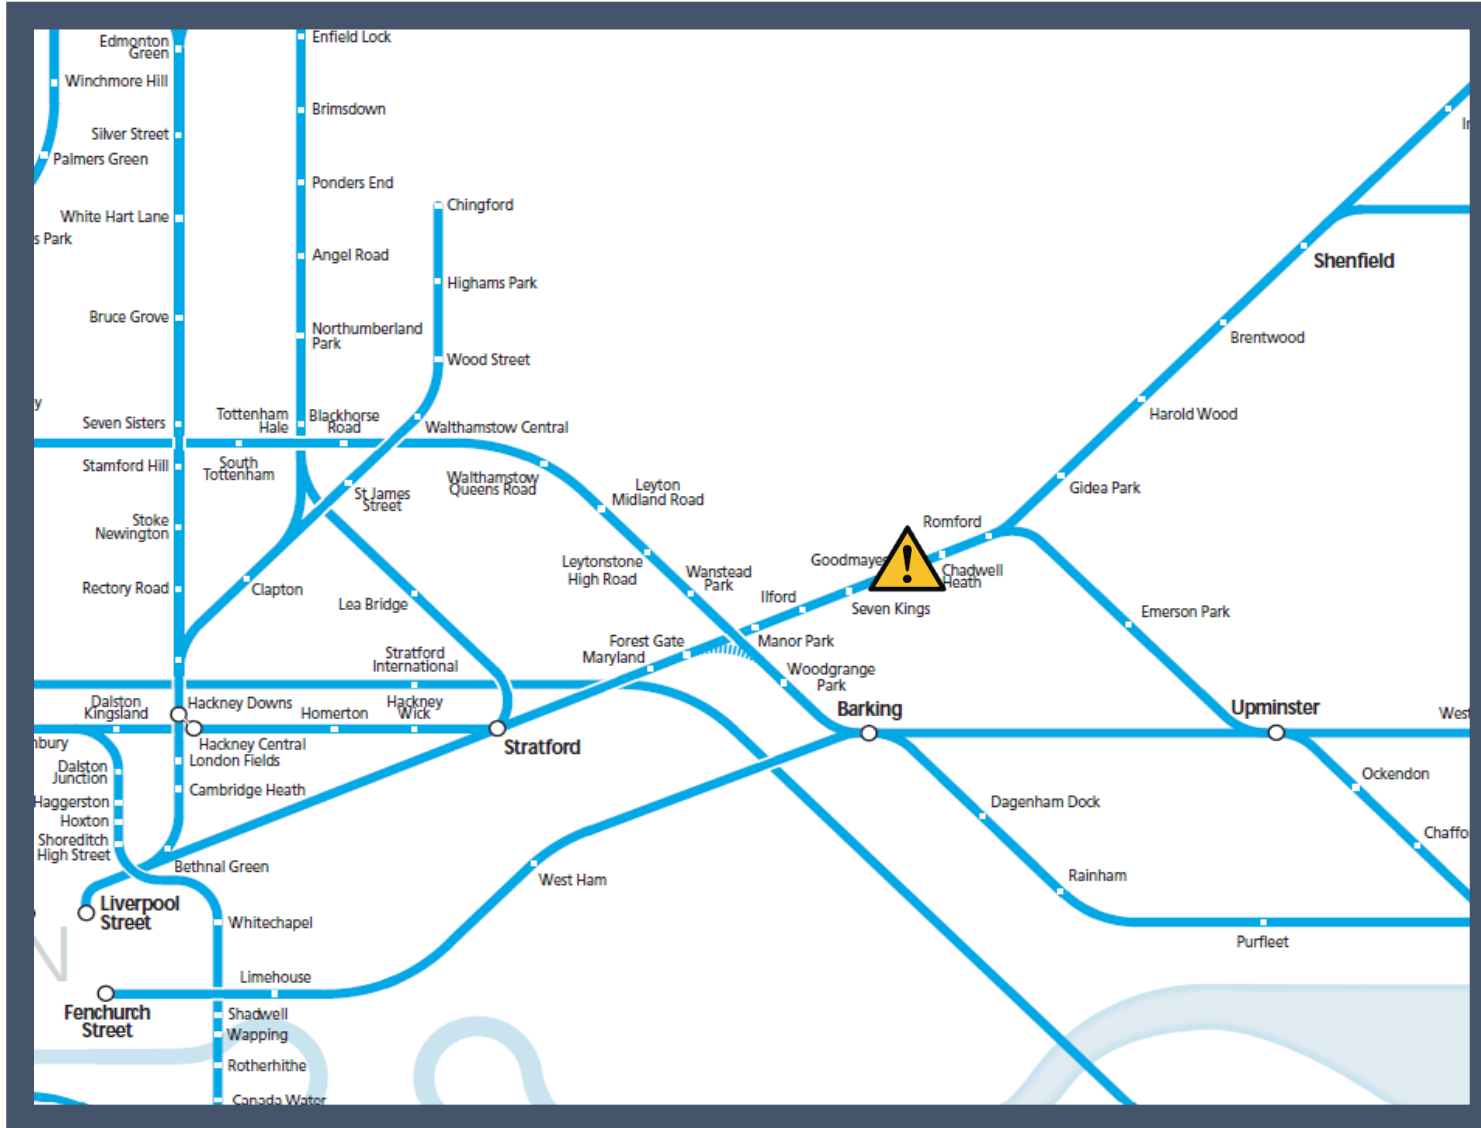 Edmonton
Green
Enfield Lock
Winchmore Hill
Brimsdown
Silver Street
Palmers Green
Ponders End
Chingford
White Hart Lane
s Park
Angel Road
Shenfield
Highams Park
Bruce Grove
Northumberland
Park
Brentwood
Wood Street
y
Harold Wood
Seven Sisters
Tottenham
Hale
Blackhorse
Road
Walthamstow Central
Stamford Hill
South
Tottenham
Walthamstow
Queens Road
Leyton
Midland Road
Gidea Park
St James
Street
Stoke
Newington
Romford
Leytonstone
High Road
Wanstead
Park
Goodmayes
!
Chadwell
Heath
Rectory Road
Clapton
Lea Bridge
Ilford
Seven Kings
Emerson Park
Forest Gate
Maryland
Manor Park
Stratford
International
Woodgrange
Park
Dalston
Kingsland
Hackney Downs
Homerton
Hackney
Wick
Barking
Upminster
West
nbury
Hackney Central
Stratford
London Fields
Dalston
Junction
Ockendon
Cambridge Heath
Haggerston
Dagenham Dock
Hoxton
Chaffo
Shoreditch
High Street
Bethnal Green
West Ham
Rainham
Liverpool
Street
Whitechapel
N
Purfleet
Limehouse
Fenchurch
Street
Shadwell
Wapping
Rotherhithe
Canada Water